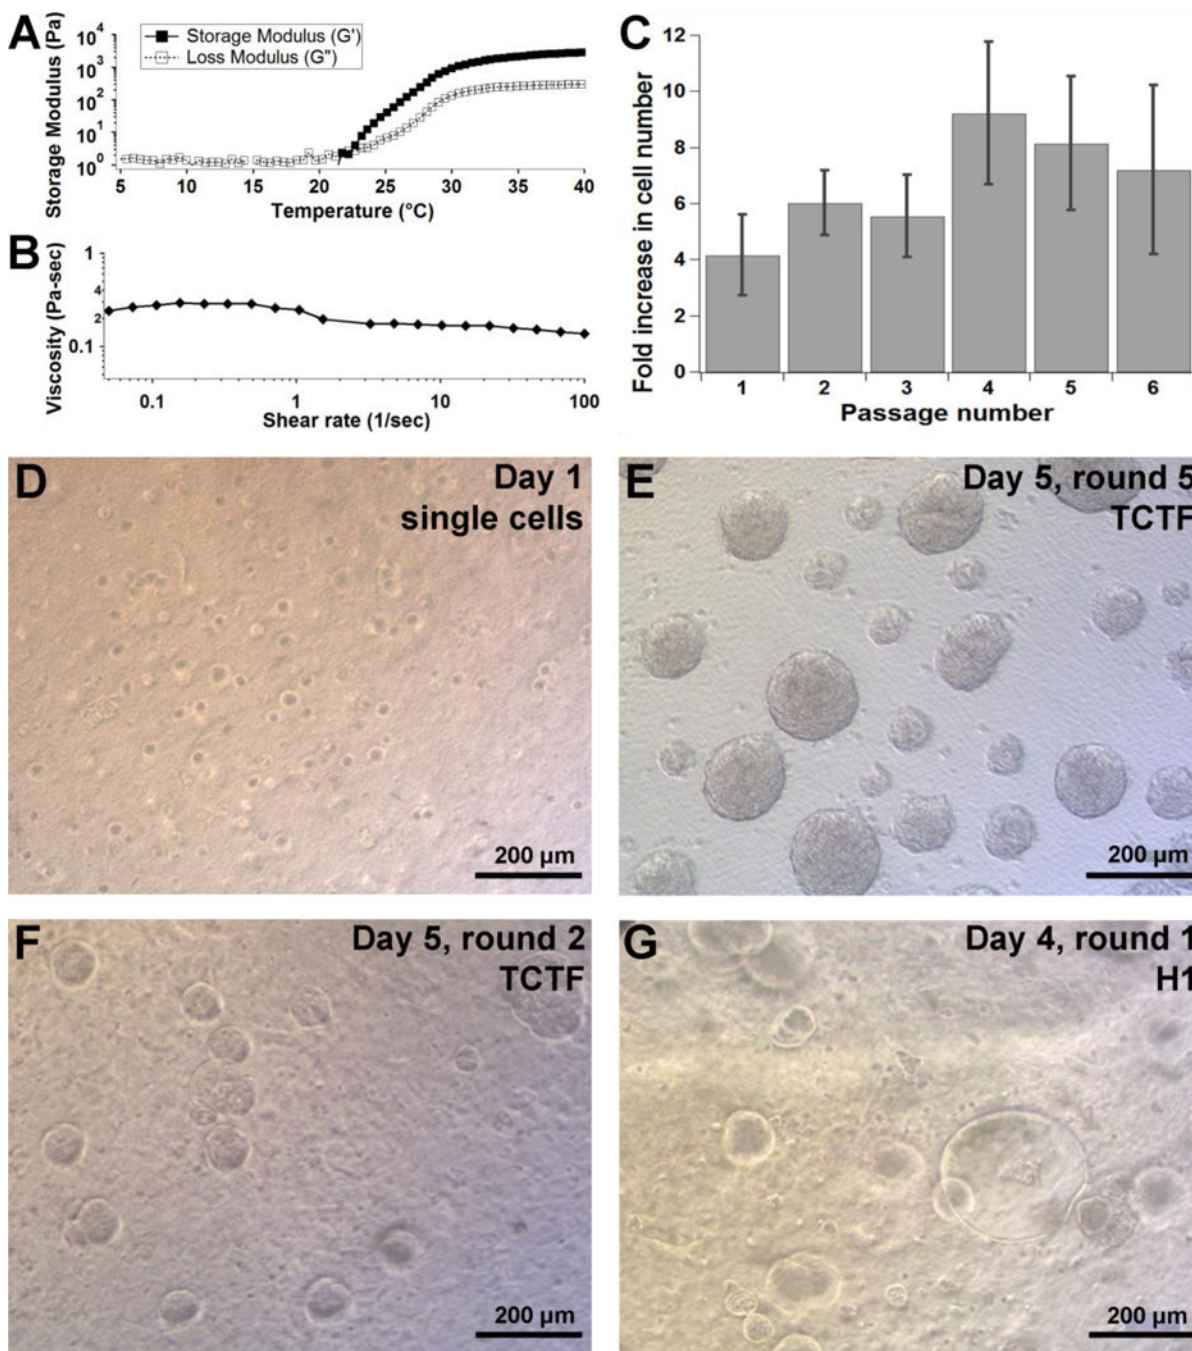 A
Storage Modulus (Pa)
10⁴
10³
10²
10¹
10⁰
Storage Modulus (G')
Loss Modulus (G")
5 10 15 20 25 30 35 40
Temperature (°C)
B
Viscosity (Pa-sec)
1
4
2
0.1
0.1 1 10 100
Shear rate (1/sec)
C
Fold increase in cell number
12
10
8
6
4
2
0
1 2 3 4 5 6
Passage number
D
Day 1
single cells
200 µm
E
Day 5, round 5
TCTF
200 µm
F
Day 5, round 2
TCTF
200 µm
G
Day 4, round 1
H1
200 µm